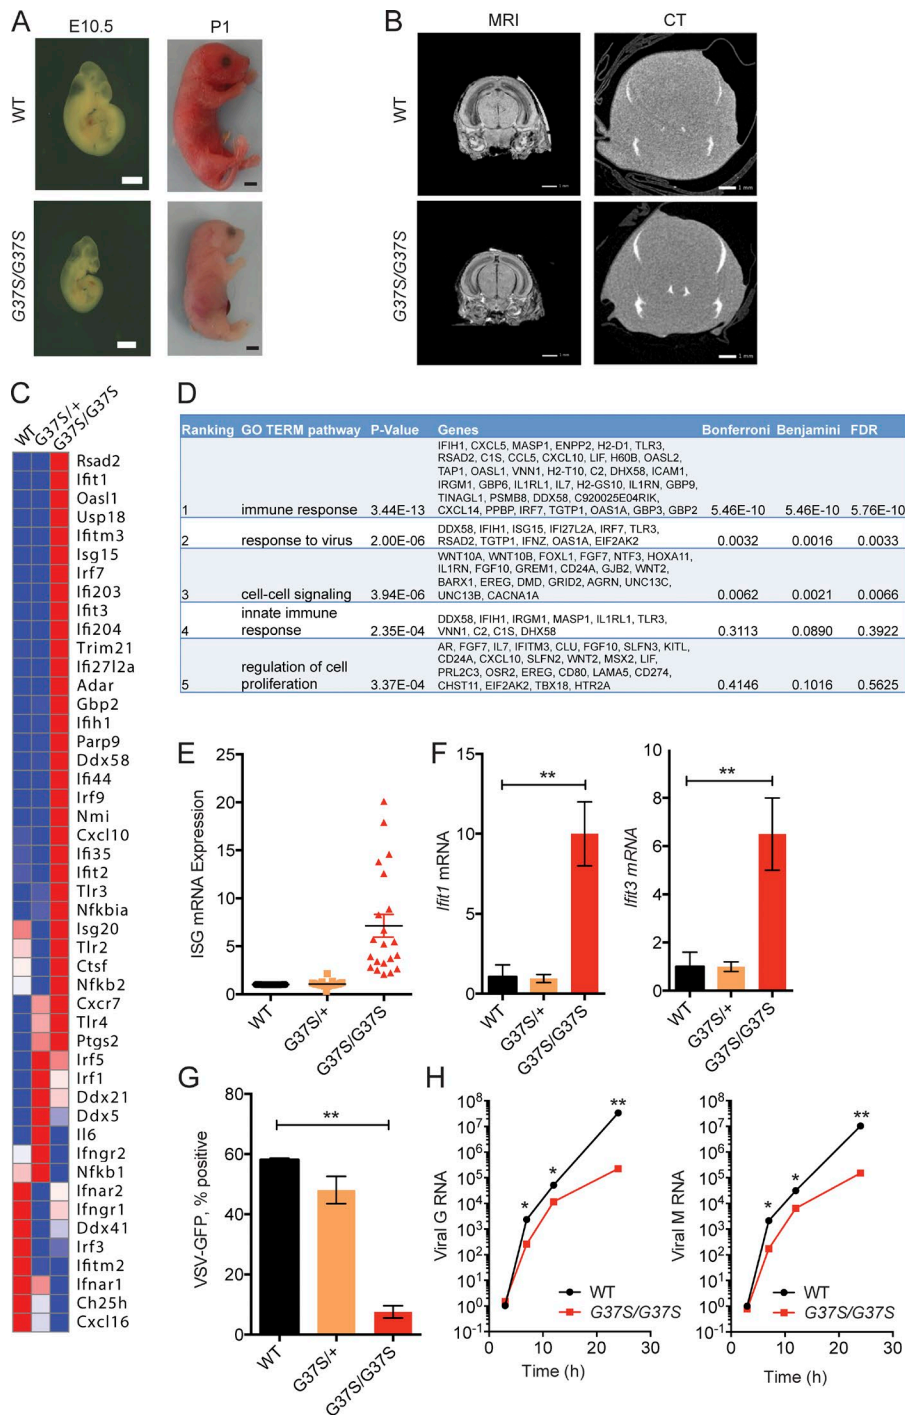 A
E10.5
P1
WT
G37S/G37S
B
MRI
CT
WT
G37S/G37S
1 mm
1 mm
1 mm
1 mm
C
WT
G37S/+
G37S/G37S
Rsad2
Ifit1
Oasl1
Usp18
Ifitm3
Isg15
Irf7
Ifi203
Ifit3
Ifi204
Trim21
Ifi27l2a
Adar
Gbp2
Ifih1
Parp9
Ddx58
Ifi44
Irf9
Nmi
Cxcl10
Ifi35
Ifit2
Tlr3
Nfkbia
Isg20
Tlr2
Ctsf
Nfkb2
Cxcr7
Tlr4
Ptgs2
Irf5
Irf1
Ddx21
Ddx5
Il6
Ifngr2
Nfkb1
Ifnar2
Ifngr1
Ddx41
Irf3
Ifitm2
Ifnar1
Ch25h
Cxcl16
D
Ranking GO TERM pathway P-Value Genes Bonferroni Benjamini FDR
IFIH1, CXCL5, MASP1, ENPP2, H2-D1, TLR3,
RSAD2, C1S, CCL5, CXCL10, LIF, H60B, OASL2,
TAP1, OASL1, VNN1, H2-T10, C2, DHX58, ICAM1,
IRGM1, GBP6, IL1RL1, IL7, H2-GS10, IL1RN, GBP9,
TINAGL1, PSMB8, DDX58, C920025E04RIK,
1 immune response 3.44E-13 CXCL14, PPBP, IRF7, TGTP1, OAS1A, GBP3, GBP2 5.46E-10 5.46E-10 5.76E-10
DDX58, IFIH1, ISG15, IFI27L2A, IRF7, TLR3,
2 response to virus 2.00E-06 RSAD2, TGTP1, IFNZ, OAS1A, EIF2AK2 0.0032 0.0016 0.0033
WNT10A, WNT10B, FOXL1, FGF7, NTF3, HOXA11,
IL1RN, FGF10, GREM1, CD24A, GJB2, WNT2,
BARX1, EREG, DMD, GRID2, AGRN, UNC13C,
3 cell-cell signaling 3.94E-06 UNC13B, CACNA1A 0.0062 0.0021 0.0066
innate immune DDX58, IFIH1, IRGM1, MASP1, IL1RL1, TLR3,
4 response 2.35E-04 VNN1, C2, C1S, DHX58 0.3113 0.0890 0.3922
AR, FGF7, IL7, IFITM3, CLU, FGF10, SLFN3, KITL,
CD24A, CXCL10, SLFN2, WNT2, MSX2, LIF,
regulation of cell PRL2C3, OSR2, EREG, CD80, LAMA5, CD274,
5 proliferation 3.37E-04 CHST11, EIF2AK2, TBX18, HTR2A 0.4146 0.1016 0.5625
E
ISG mRNA Expression
25
20
15
10
5
0
WT
G37S/+
G37S/G37S
F
Ifit1 mRNA
15
10
5
0
**
WT
G37S/+
G37S/G37S
Ifit3 mRNA
10
8
6
4
2
0
**
WT
G37S/+
G37S/G37S
G
VSV-GFP, % positive
80
60
40
20
0
**
WT
G37S/+
G37S/G37S
H
Viral G RNA
10^8
10^7
10^6
10^5
10^4
10^3
10^2
10^1
10^0
10^-1
* * **
WT
G37S/G37S
0 10 20 30
Time (h)
Viral M RNA
10^8
10^7
10^6
10^5
10^4
10^3
10^2
10^1
10^0
10^-1
* * **
WT
G37S/G37S
0 10 20 30
Time (h)